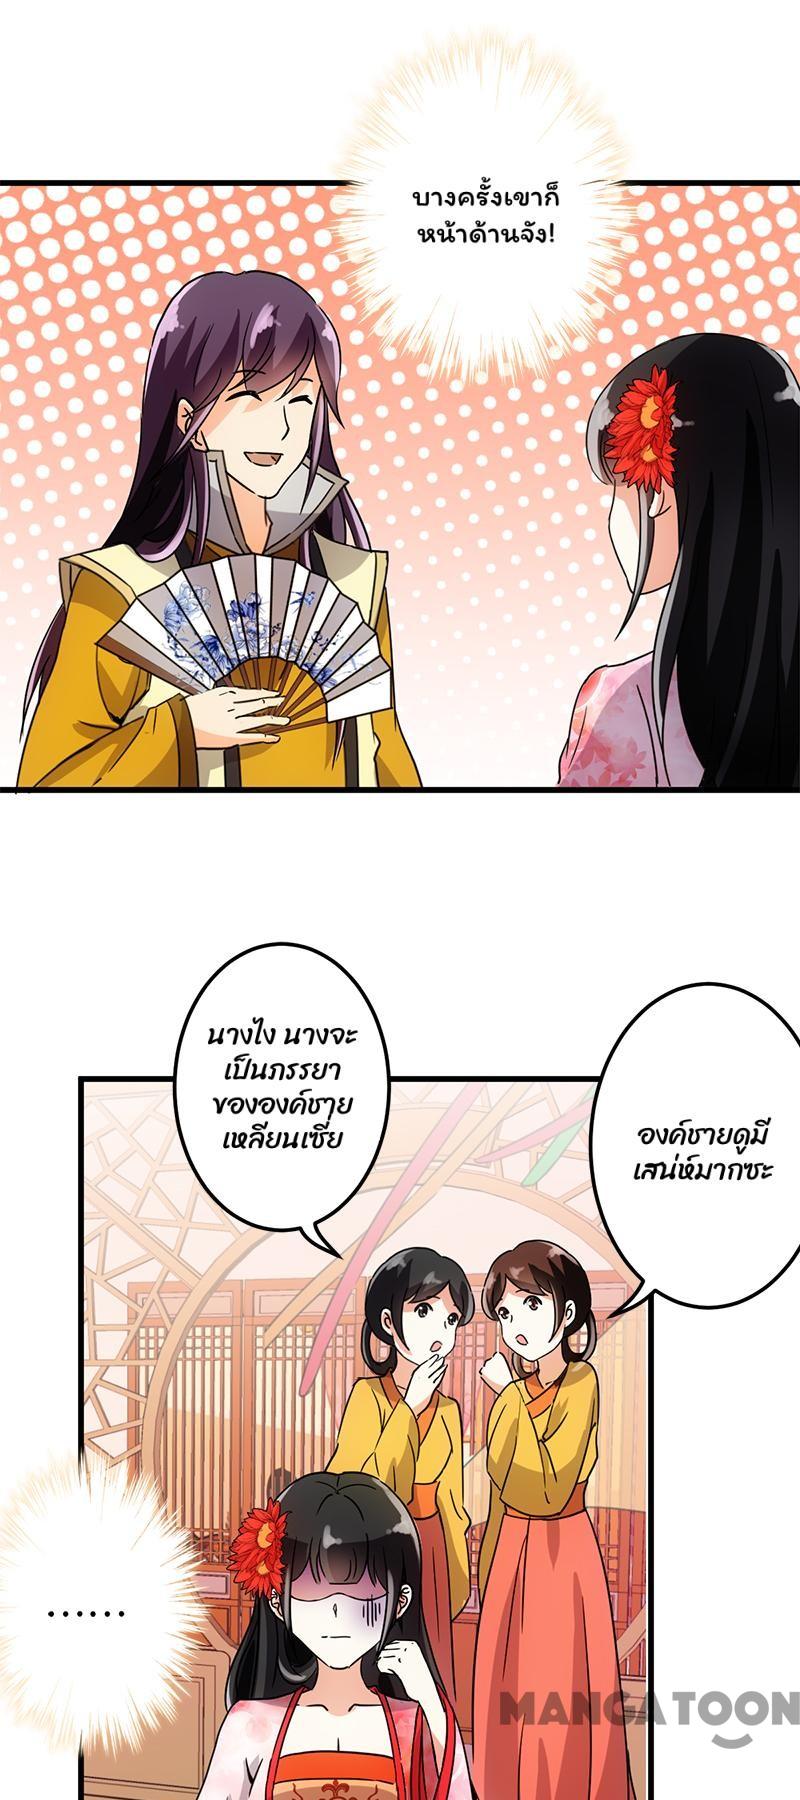 บางครั้งเขาก็
หน้าด้านจัง!
นางไง นางจะ
เป็นภรรยา
ขององค์ชาย
เหลียนเซี่ย
องค์ชายดูมี
เสน่ห์มากซะ
......
MANGATOON